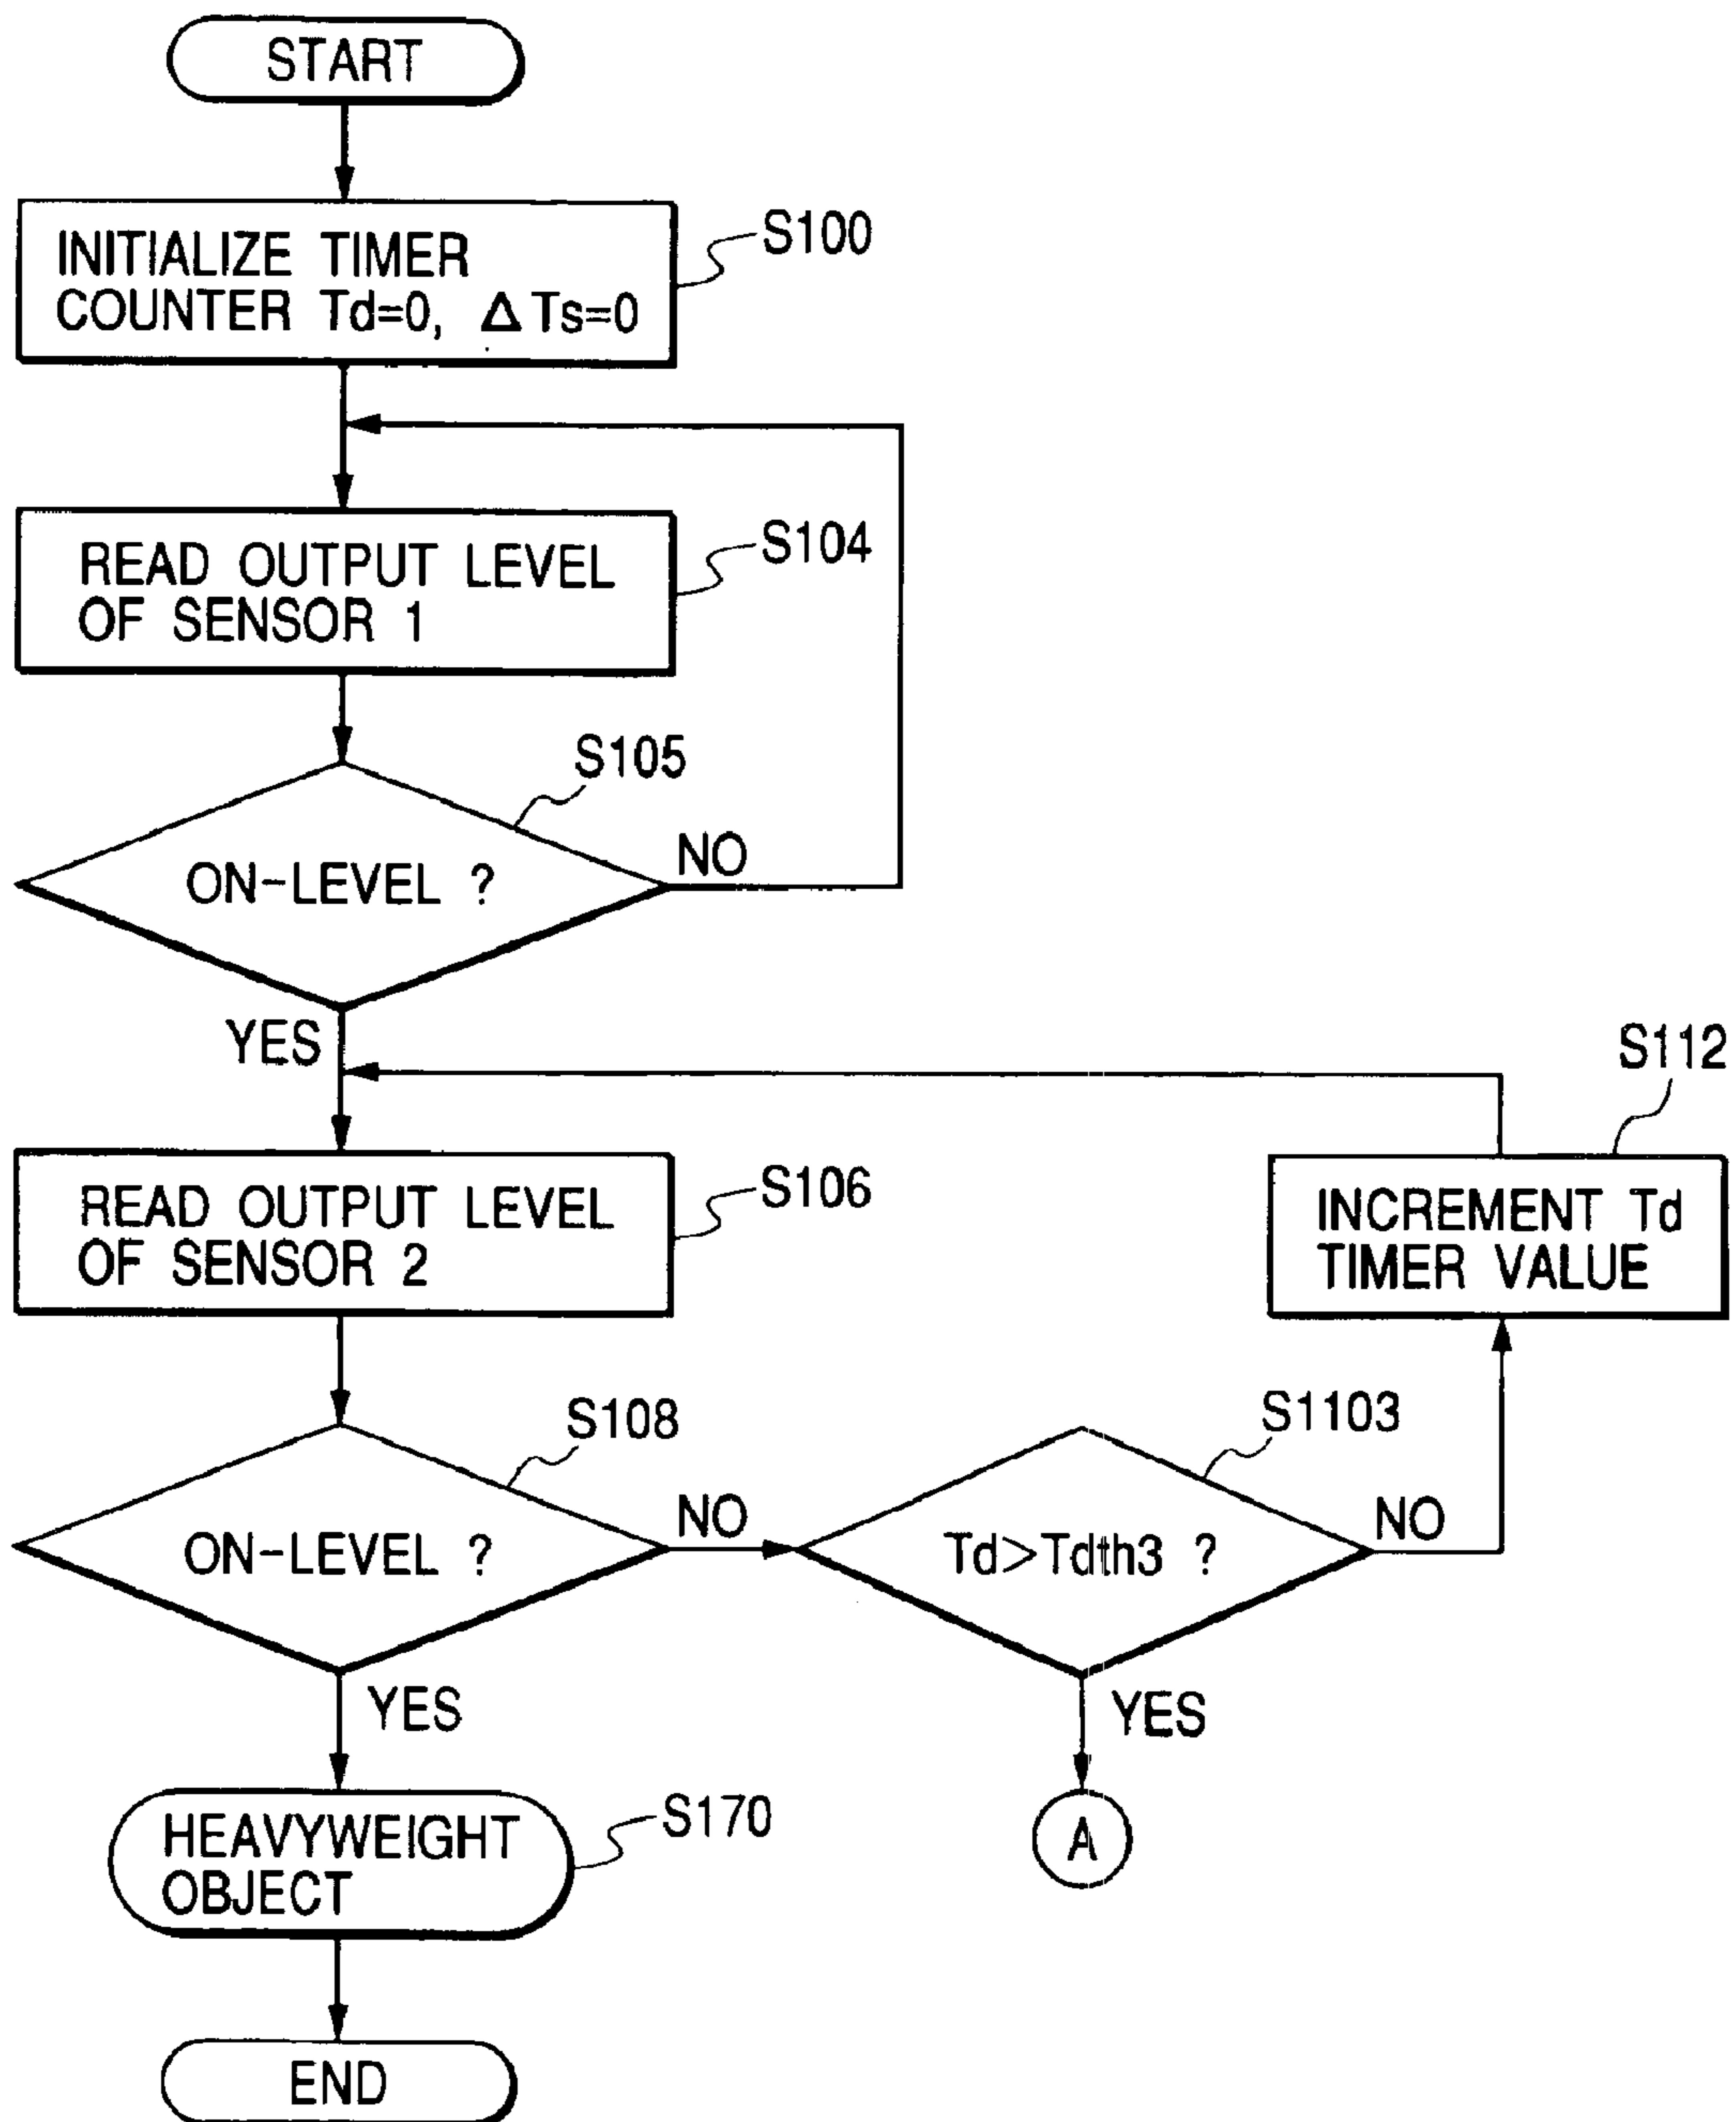 START
INITIALIZE TIMER
COUNTER Td=0, Δ Ts=0
S100
READ OUTPUT LEVEL
OF SENSOR 1
S104
S105
ON-LEVEL ?
NO
YES
S112
READ OUTPUT LEVEL
OF SENSOR 2
S106
INCREMENT Td
TIMER VALUE
S108
S1103
ON-LEVEL ?
NO
Td>Tdth3 ?
NO
YES
YES
HEAVYWEIGHT
OBJECT
S170
A
END